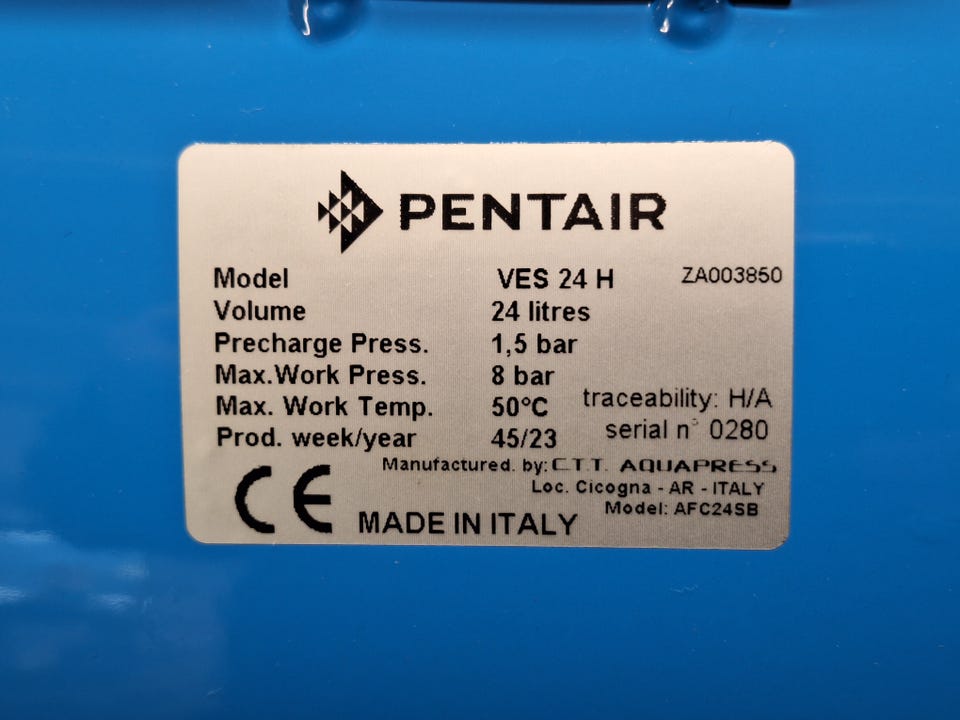 PENTAIR
Model VES 24 H ZA003850
Volume 24 litres
Precharge Press. 1,5 bar
Max.Work Press. 8 bar
Max. Work Temp. 50°C traceability: H/A
Prod. week/year 45/23 serial n° 0280
Manufactured. by: C.T.T. AQUAPRESS
Loc. Cicogna - AR - ITALY
CE MADE IN ITALY Model: AFC24SB